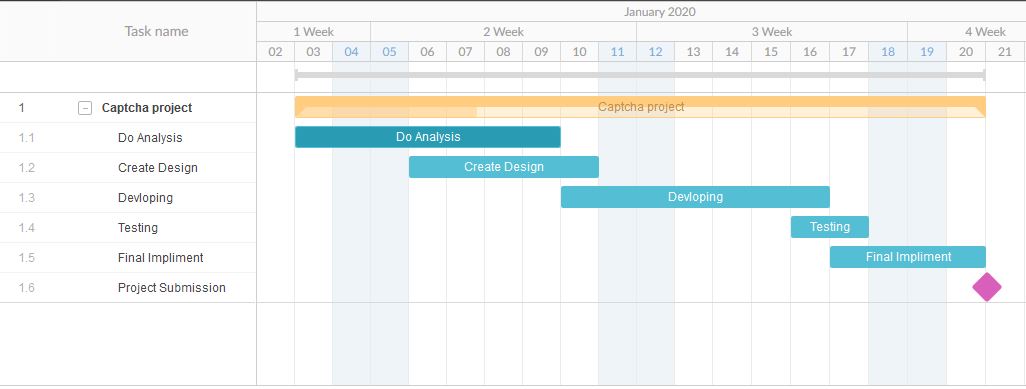 January 2020
Task name 1 Week 2 Week 3 Week 4 Week
02 03 04 05 06 07 08 09 10 11 12 13 14 15 16 17 18 19 20 21
1 Captcha project Captcha project
1.1 Do Analysis Do Analysis
1.2 Create Design Create Design
1.3 Devloping Devloping
1.4 Testing Testing
1.5 Final Impliment Final Impliment
1.6 Project Submission